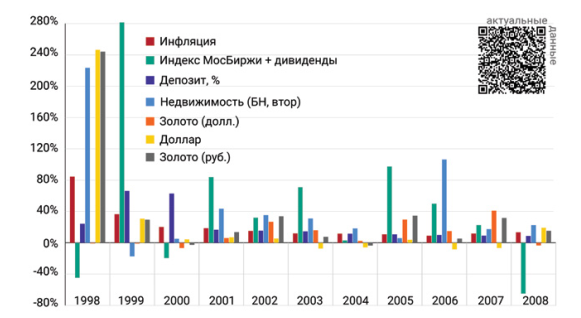 актуальные
данные
280%
240%
200%
160%
120%
80%
40%
0%
-40%
-80%
Инфляция
Индекс МосБиржи + дивиденды
Депозит, %
Недвижимость (БН, втор)
Золото (долл.)
Доллар
Золото (руб.)
1998 1999 2000 2001 2002 2003 2004 2005 2006 2007 2008